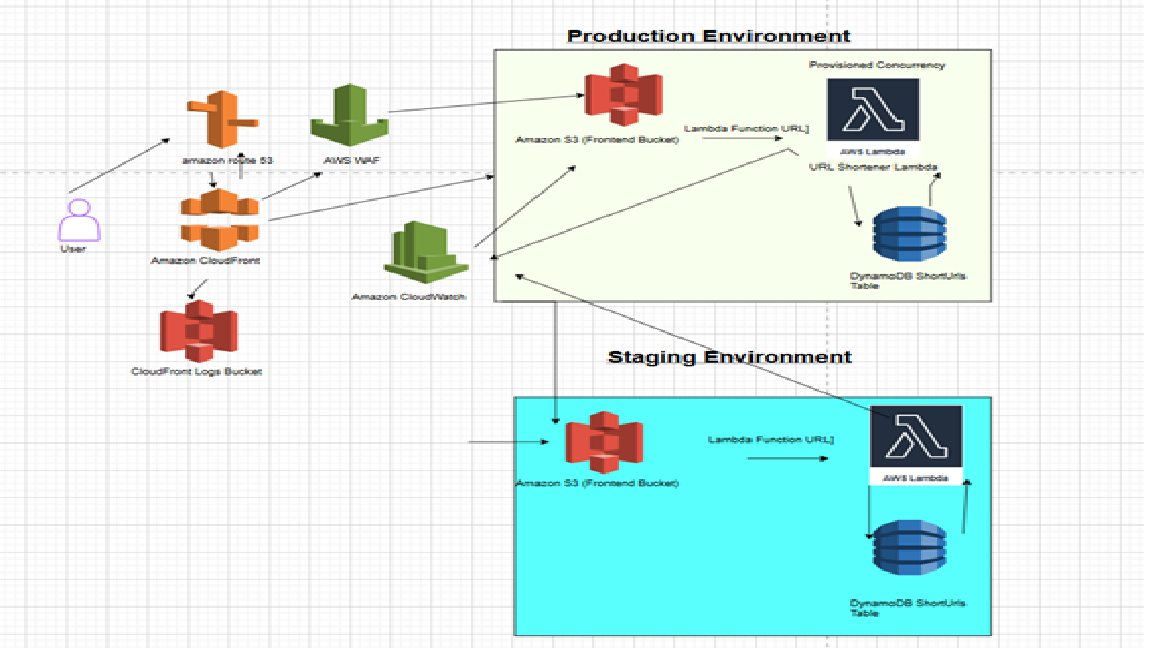 Production Environment
Provisioned Concurrency
Lambda Function URL]
Amazon S3 (Frontend Bucket)
AWS Lambda
URL Shortener Lambda
amazon route 53
AWS WAF
User
Amazon CloudFront
DynamoDB ShortUrls
Table
Amazon CloudWatch
CloudFront Logs Bucket
Staging Environment
Lambda Function URL]
Amazon S3 (Frontend Bucket)
AWS Lambda
DynamoDB ShortUrls
Table